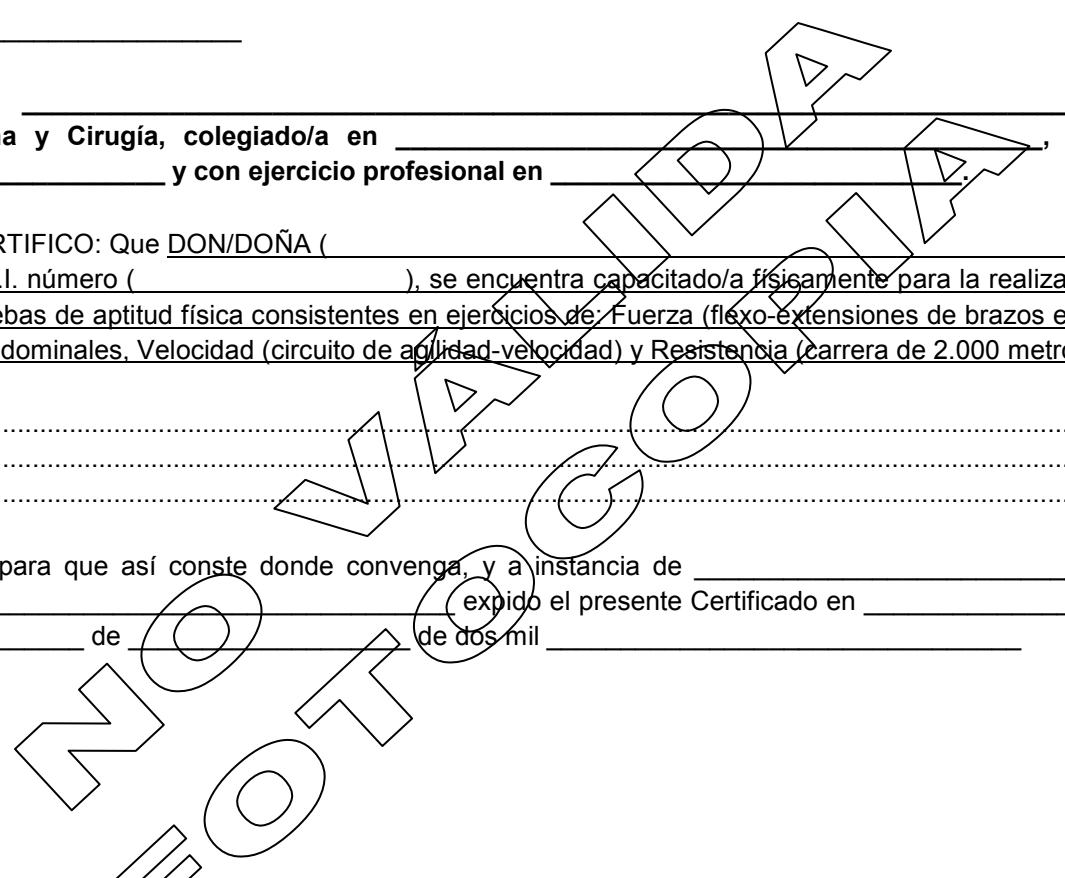 na y Cirugía, colegiado/a en ,
y con ejercicio profesional en .
RTIFICO: Que DON/DOÑA (
.I. número ( ), se encuentra capacitado/a físicamente para la realiza
ebas de aptitud física consistentes en ejercicios de: Fuerza (flexo-extensiones de brazos e
dominales, Velocidad (circuito de agilidad-velocidad) y Resistencia (carrera de 2.000 metro
para que así conste donde convenga, y a instancia de
expido el presente Certificado en
de de dos mil
NO VALIDA
FOTOCOPIA